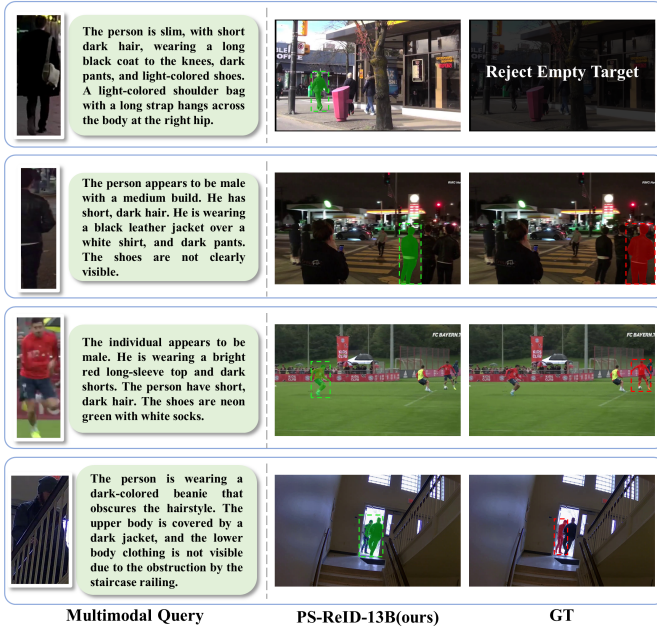 The person is slim, with short
dark hair, wearing a long
black coat to the knees, dark
pants, and light-colored shoes.
A light-colored shoulder bag
with a long strap hangs across
the body at the right hip.
Reject Empty Target
The person appears to be male
with a medium build. He has
short, dark hair. He is wearing
a black leather jacket over a
white shirt, and dark pants.
The shoes are not clearly
visible.
The individual appears to be
male. He is wearing a bright
red long-sleeve top and dark
shorts. The person have short,
dark hair. The shoes are neon
green with white socks.
FC BAYERN.T
FC BAYERN.T
The person is wearing a
dark-colored beanie that
obscures the hairstyle. The
upper body is covered by a
dark jacket, and the lower
body clothing is not visible
due to the obstruction by the
staircase railing.
Multimodal Query
PS-ReID-13B(ours)
GT